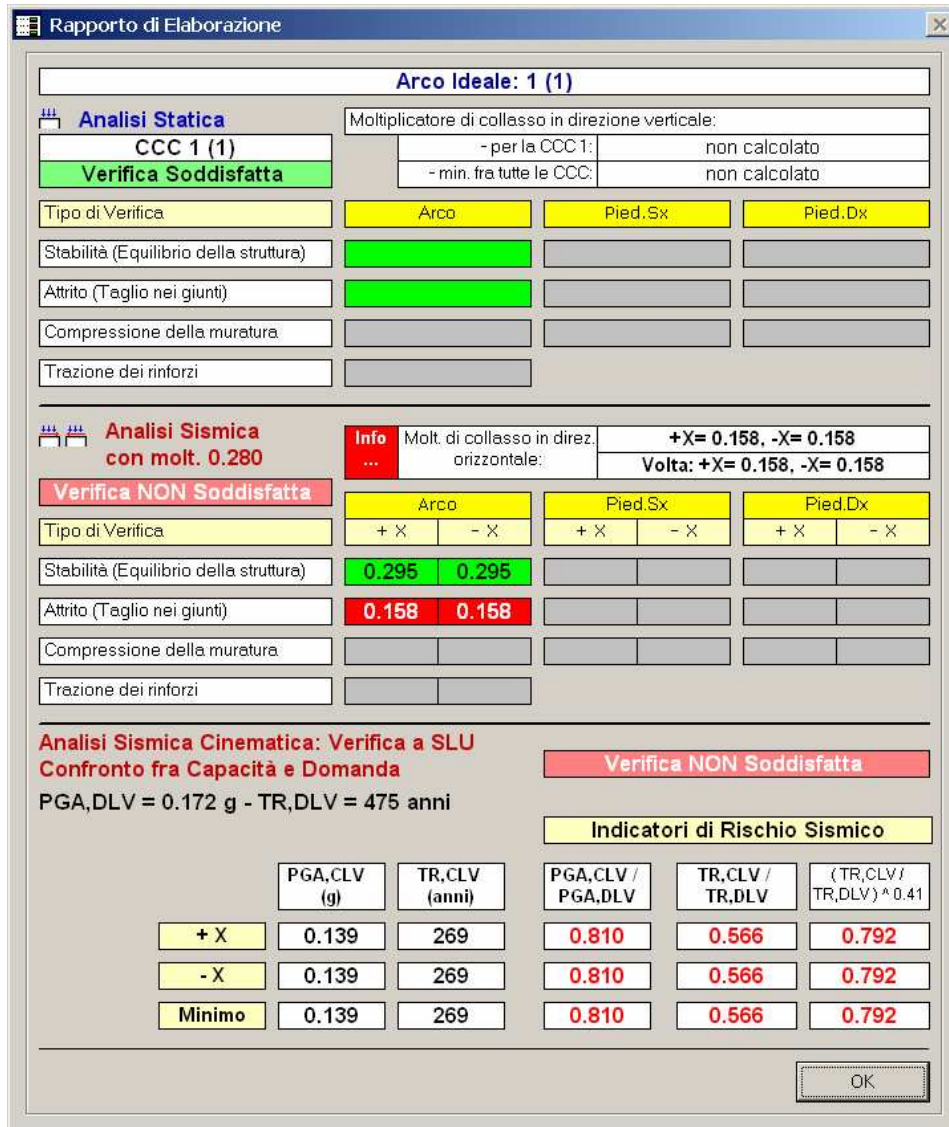 Rapporto di Elaborazione
Arco Ideale: 1 (1)
Analisi Statica
CCC 1 (1)
Verifica Soddisfatta
Moltiplicatore di collasso in direzione verticale:
- per la CCC 1: non calcolato
- min. fra tutte le CCC: non calcolato
Tipo di Verifica Arco Pied.Sx Pied.Dx
Stabilità (Equilibrio della struttura)
Attrito (Taglio nei giunti)
Compressione della muratura
Trazione dei rinforzi
Analisi Sismica
con molt. 0.280
Verifica NON Soddisfatta
Info
...
Molt. di collasso in direz.
orizzontale:
+X= 0.158, -X= 0.158
Volta: +X= 0.158, -X= 0.158
Arco Pied.Sx Pied.Dx
Tipo di Verifica + X - X + X - X + X - X
Stabilità (Equilibrio della struttura) 0.295 0.295
Attrito (Taglio nei giunti) 0.158 0.158
Compressione della muratura
Trazione dei rinforzi
Analisi Sismica Cinematica: Verifica a SLU
Confronto fra Capacità e Domanda
Verifica NON Soddisfatta
PGA,DLV = 0.172 g - TR,DLV = 475 anni
Indicatori di Rischio Sismico
PGA,CLV
(g)
TR,CLV
(anni)
PGA,CLV /
PGA,DLV
TR,CLV /
TR,DLV
(TR,CLV /
TR,DLV) ^ 0.41
+ X 0.139 269 0.810 0.566 0.792
- X 0.139 269 0.810 0.566 0.792
Minimo 0.139 269 0.810 0.566 0.792
OK